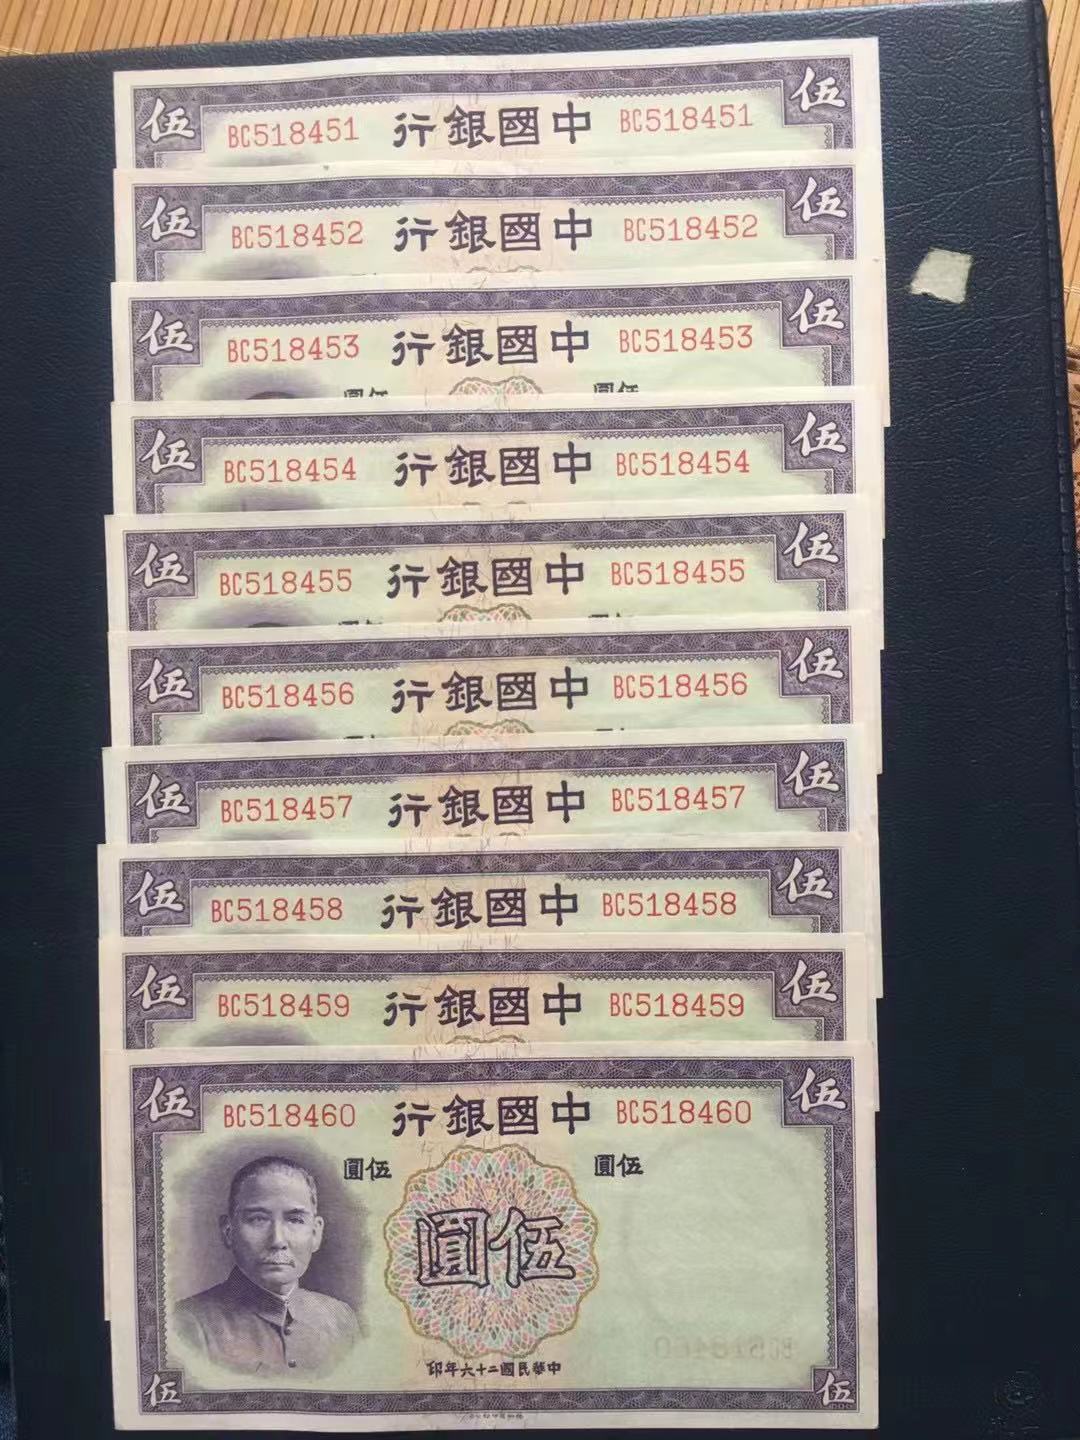 伍 BC518451 中國銀行 BC518451 伍
伍 BC518452 中國銀行 BC518452 伍
伍 BC518453 中國銀行 BC518453 伍
伍 BC518454 中國銀行 BC518454 伍
伍 BC518455 中國銀行 BC518455 伍
伍 BC518456 中國銀行 BC518456 伍
伍 BC518457 中國銀行 BC518457 伍
伍 BC518458 中國銀行 BC518458 伍
伍 BC518459 中國銀行 BC518459 伍
伍 BC518460 中國銀行 BC518460 伍
伍圓 伍圓
伍圓
中華民國二十六年印
伍 伍